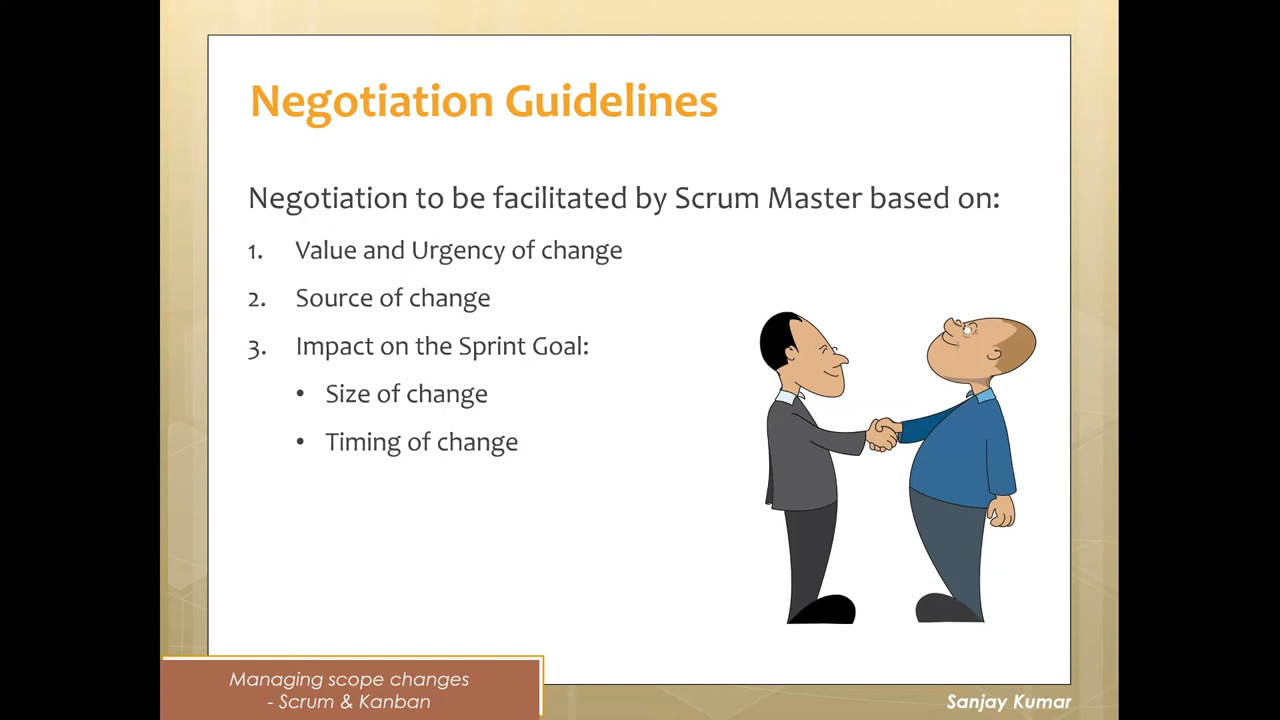 Negotiation Guidelines
Negotiation to be facilitated by Scrum Master based on:
1. Value and Urgency of change
2. Source of change
3. Impact on the Sprint Goal:
• Size of change
• Timing of change
Managing scope changes
- Scrum & Kanban
Sanjay Kumar